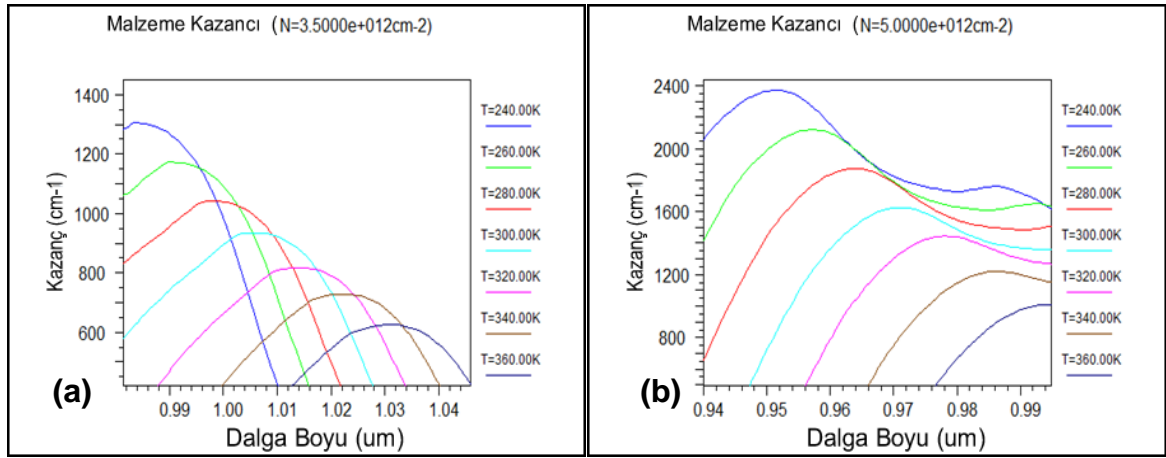 Malzeme Kazancı (N=3.5000e+012cm-2)
Kazanç (cm-1)
1400
1200
1000
800
600
0.99 1.00 1.01 1.02 1.03 1.04
Dalga Boyu (um)
T=240.00K
T=260.00K
T=280.00K
T=300.00K
T=320.00K
T=340.00K
T=360.00K
(a)
Malzeme Kazancı (N=5.0000e+012cm-2)
Kazanç (cm-1)
2400
2000
1600
1200
800
0.94 0.95 0.96 0.97 0.98 0.99
Dalga Boyu (um)
T=240.00K
T=260.00K
T=280.00K
T=300.00K
T=320.00K
T=340.00K
T=360.00K
(b)